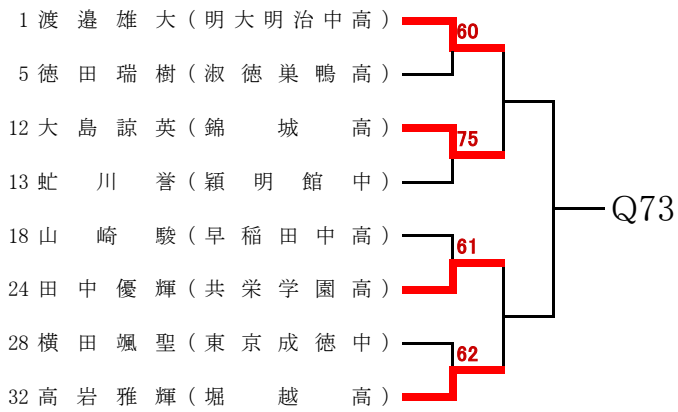 1 渡邉雄大（明大明治中高）
60
5 徳田瑞樹（淑徳巣鴨高）
12 大島諒英（錦城高）
75
13 虻川誉（穎明館中）
Q73
18 山崎駿（早稲田中高）
61
24 田中優輝（共栄学園高）
28 横田颯聖（東京成徳中）
62
32 高岩雅輝（堀越高）